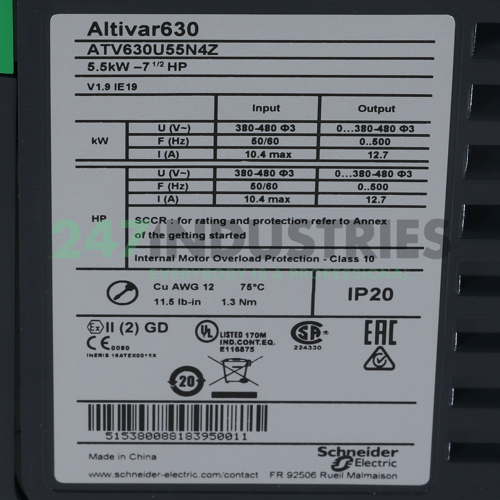 Altivar630
ATV630U55N4Z
5.5kW -7 1/2 HP
V1.9 IE19
Input Output
kW
U (V~) 380-480 Φ3 0...380-480 Φ3
F (Hz) 50/60 0..500
I (A) 10.4 max 12.7
HP
U (V~) 380-480 Φ3 0...380-480 Φ3
F (Hz) 50/60 0..500
I (A) 10.4 max 12.7
SCCR : for rating and protection refer to Annex
of the getting started
Internal Motor Overload Protection - Class 10
247INDUSTRIES
Cu AWG 12 75°C
11.5 lb-in 1.3 Nm
IP20
Ex II (2) GD
CE 0080
UL LISTED 170M
IND.CONT.EQ.
E116875
SA
224330
EAC
20
515380088183950011
Made in China
Schneider
Electric
www.schneider-electric.com/contact FR 92506 Rueil Malmaison